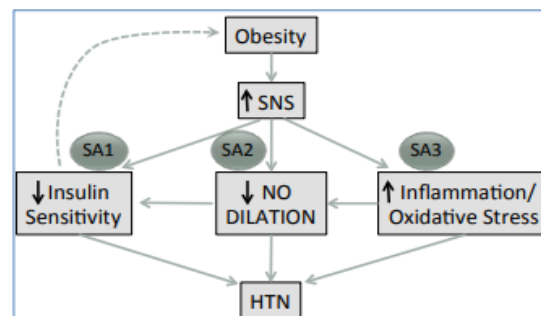 Obesity
↑ SNS
SA1
SA2
SA3
↓ Insulin
Sensitivity
↓ NO
DILATION
↑ Inflammation/
Oxidative Stress
HTN